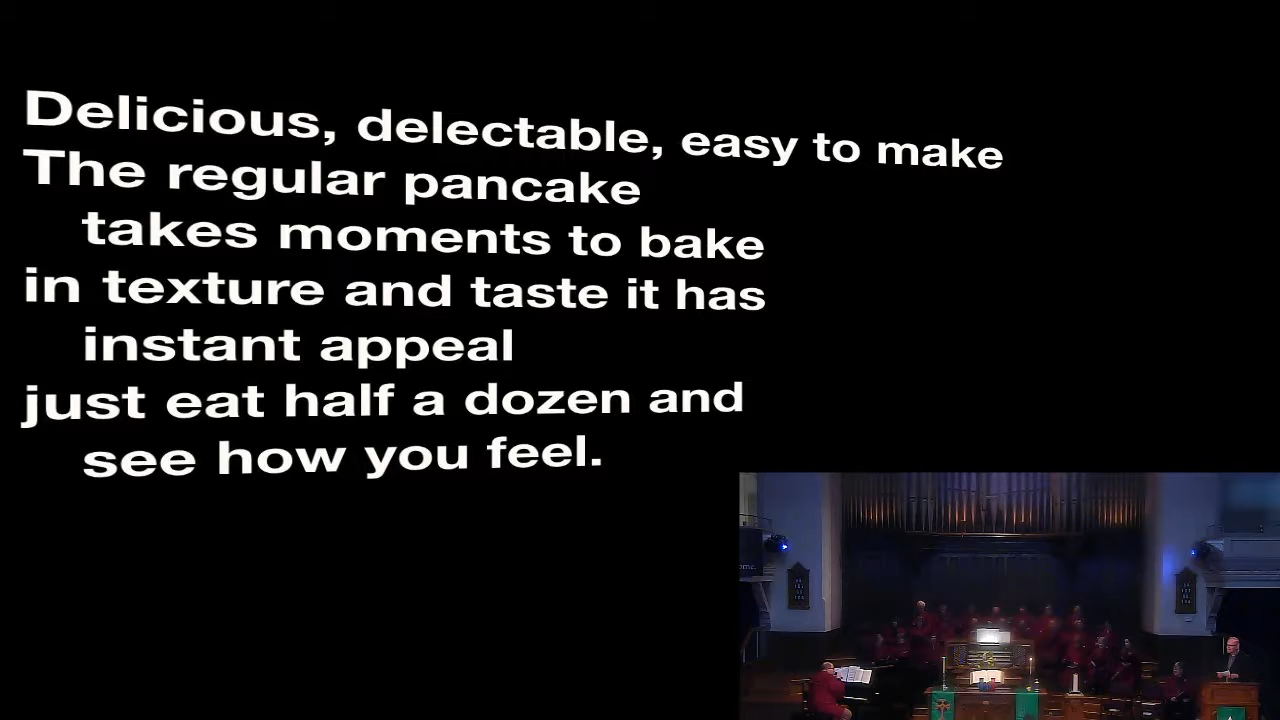 Delicious, delectable, easy to make
The regular pancake
takes moments to bake
in texture and taste it has
instant appeal
just eat half a dozen and
see how you feel.